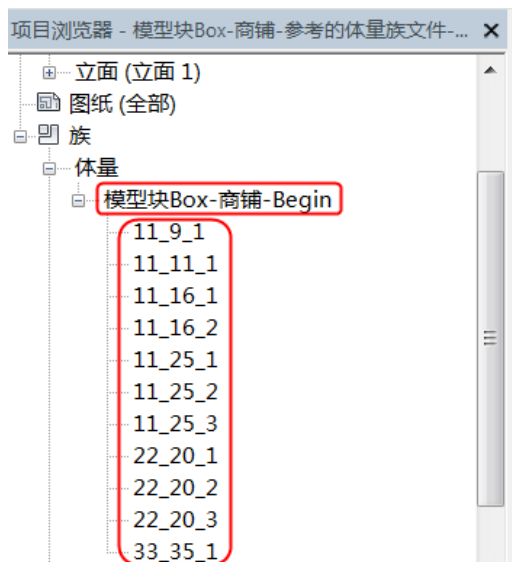 项目浏览器 - 模型块Box-商铺-参考的体量族文件-...
立面 (立面 1)
图纸 (全部)
族
体量
模型块Box-商铺-Begin
11_9_1
11_11_1
11_16_1
11_16_2
11_25_1
11_25_2
11_25_3
22_20_1
22_20_2
22_20_3
33_35_1